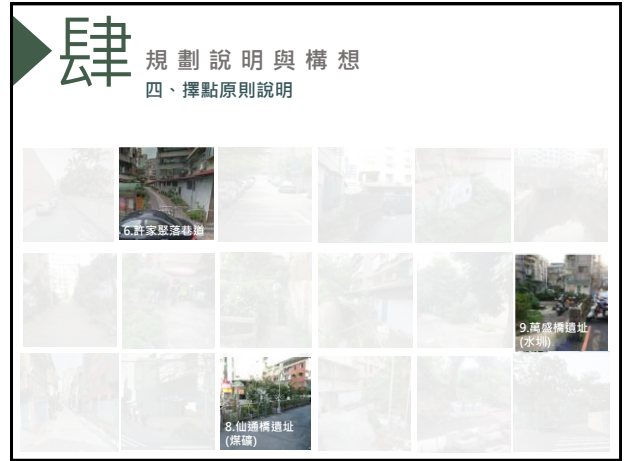 肆
規劃說明與構想
四、擇點原則說明
6.許家聚落巷道
9.萬盛橋遺址
(水圳)
8.仙通橋遺址
(煤礦)